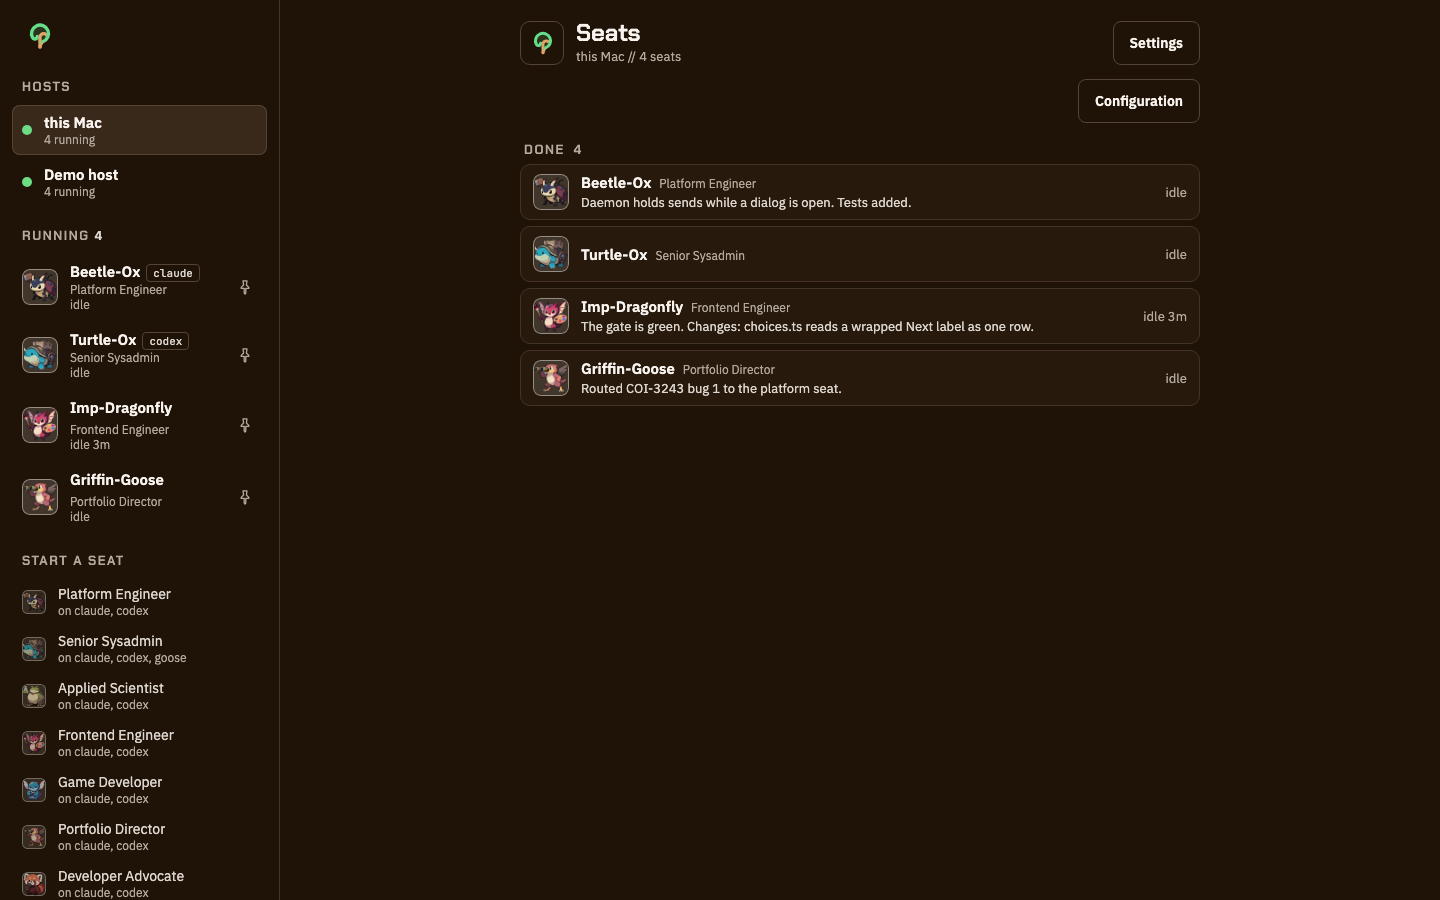 HOSTS
this Mac
4 running
Demo host
4 running
RUNNING 4
Beetle-Ox claude
Platform Engineer
idle
Turtle-Ox codex
Senior Sysadmin
idle
Imp-Dragonfly
Frontend Engineer
idle 3m
Griffin-Goose
Portfolio Director
idle
START A SEAT
Platform Engineer
on claude, codex
Senior Sysadmin
on claude, codex, goose
Applied Scientist
on claude, codex
Frontend Engineer
on claude, codex
Game Developer
on claude, codex
Portfolio Director
on claude, codex
Developer Advocate
on claude, codex
Seats
this Mac // 4 seats
Settings
Configuration
DONE 4
Beetle-Ox Platform Engineer
Daemon holds sends while a dialog is open. Tests added.
idle
Turtle-Ox Senior Sysadmin
idle
Imp-Dragonfly Frontend Engineer
The gate is green. Changes: choices.ts reads a wrapped Next label as one row.
idle 3m
Griffin-Goose Portfolio Director
Routed COI-3243 bug 1 to the platform seat.
idle